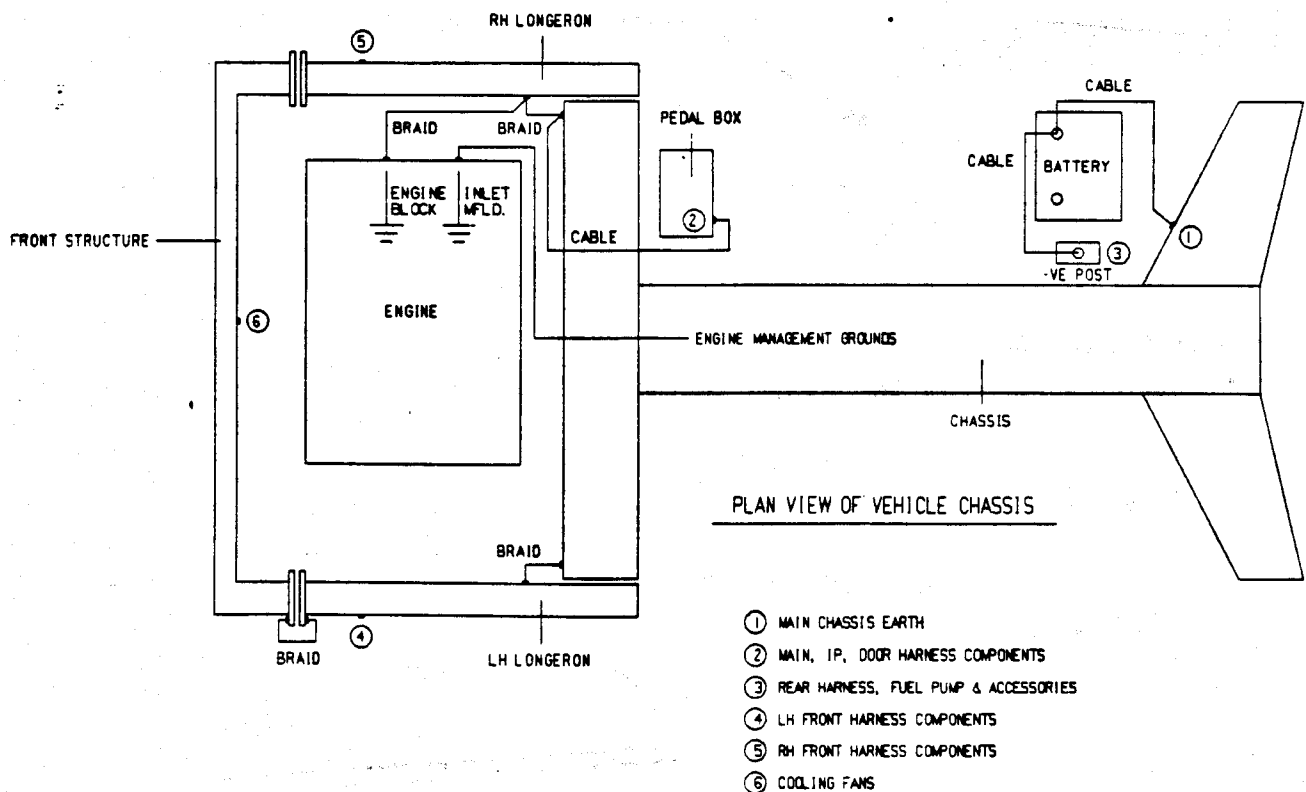 RH LONGERON
⑤
CABLE
BRAID
BRAID
PEDAL BOX
CABLE
BATTERY
ENGINE
BLOCK
INLET
MFLD.
②
FRONT STRUCTURE
CABLE
①
③
-VE POST
⑥
ENGINE
ENGINE MANAGEMENT GROUNDS
CHASSIS
PLAN VIEW OF VEHICLE CHASSIS
BRAID
④
BRAID
LH LONGERON
① MAIN CHASSIS EARTH
② MAIN, IP, DOOR HARNESS COMPONENTS
③ REAR HARNESS, FUEL PUMP & ACCESSORIES
④ LH FRONT HARNESS COMPONENTS
⑤ RH FRONT HARNESS COMPONENTS
⑥ COOLING FANS